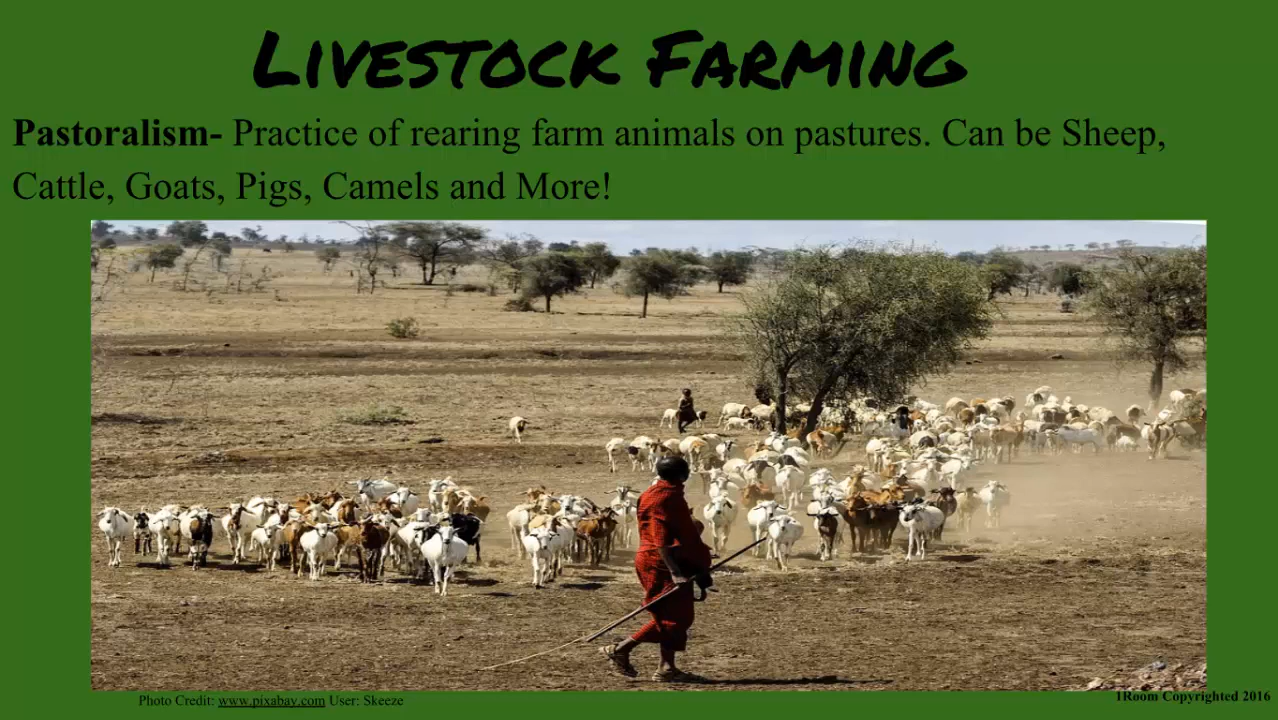 Livestock Farming
Pastoralism- Practice of rearing farm animals on pastures. Can be Sheep,
Cattle, Goats, Pigs, Camels and More!
Photo Credit: www.pixabay.com User: Skeeze
1Room Copyrighted 2016